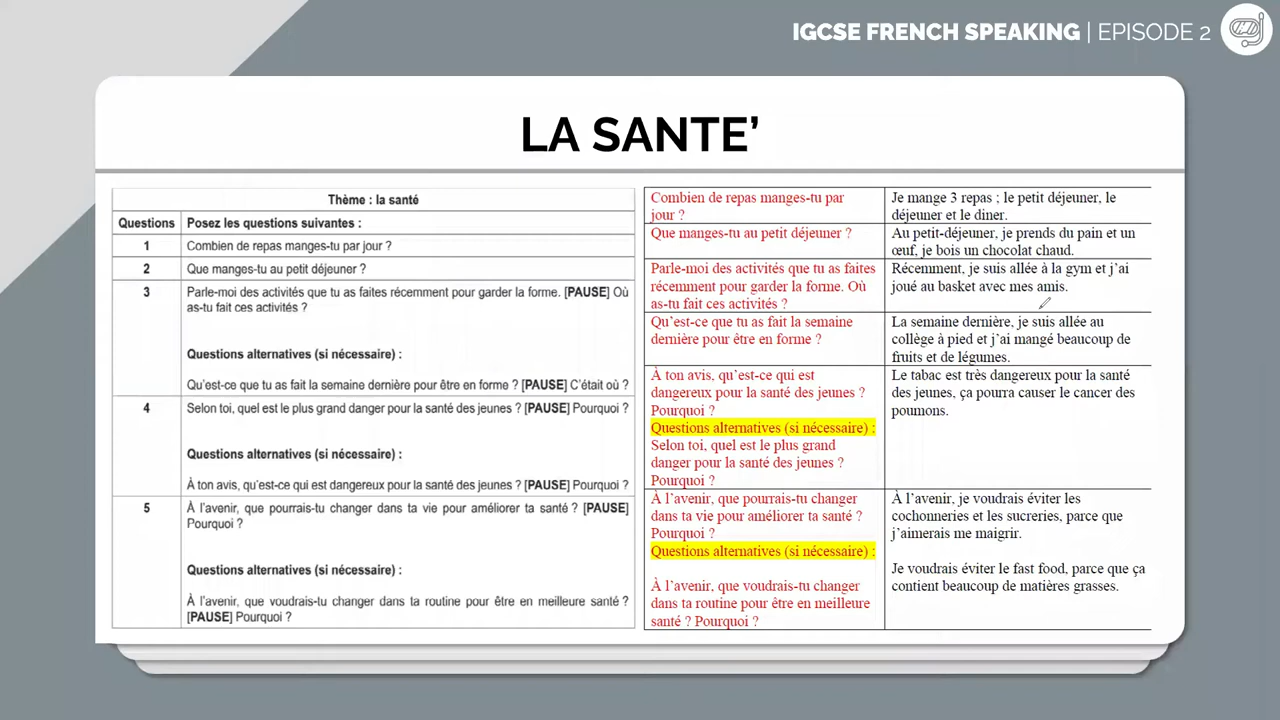 IGCSE FRENCH SPEAKING | EPISODE 2
LA SANTE’
Thème : la santé
Questions Posez les questions suivantes :
1 Combien de repas manges-tu par jour ?
2 Que manges-tu au petit déjeuner ?
3 Parle-moi des activités que tu as faites récemment pour garder la forme. [PAUSE] Où
as-tu fait ces activités ?
Questions alternatives (si nécessaire) :
Qu'est-ce que tu as fait la semaine dernière pour être en forme ? [PAUSE] C'était où ?
4 Selon toi, quel est le plus grand danger pour la santé des jeunes ? [PAUSE] Pourquoi ?
Questions alternatives (si nécessaire) :
À ton avis, qu'est-ce qui est dangereux pour la santé des jeunes ? [PAUSE] Pourquoi ?
5 À l'avenir, que pourrais-tu changer dans ta vie pour améliorer ta santé ? [PAUSE]
Pourquoi ?
Questions alternatives (si nécessaire) :
À l'avenir, que voudrais-tu changer dans ta routine pour être en meilleure santé ?
[PAUSE] Pourquoi ?
Combien de repas manges-tu par
jour ?
Je mange 3 repas ; le petit déjeuner, le
déjeuner et le diner.
Que manges-tu au petit déjeuner ?
Au petit-déjeuner, je prends du pain et un
œuf, je bois un chocolat chaud.
Parle-moi des activités que tu as faites
récemment pour garder la forme. Où
as-tu fait ces activités ?
Récemment, je suis allée à la gym et j'ai
joué au basket avec mes amis.
Qu'est-ce que tu as fait la semaine
dernière pour être en forme ?
La semaine dernière, je suis allée au
collège à pied et j'ai mangé beaucoup de
fruits et de légumes.
À ton avis, qu'est-ce qui est
dangereux pour la santé des jeunes ?
Pourquoi ?
Questions alternatives (si nécessaire) :
Selon toi, quel est le plus grand
danger pour la santé des jeunes ?
Pourquoi ?
Le tabac est très dangereux pour la santé
des jeunes, ça pourra causer le cancer des
poumons.
À l'avenir, que pourrais-tu changer
dans ta vie pour améliorer ta santé ?
Pourquoi ?
Questions alternatives (si nécessaire) :
À l'avenir, que voudrais-tu changer
dans ta routine pour être en meilleure
santé ? Pourquoi ?
À l'avenir, je voudrais éviter les
cochonneries et les sucreries, parce que
j'aimerais me maigrir.
Je voudrais éviter le fast food, parce que ça
contient beaucoup de matières grasses.